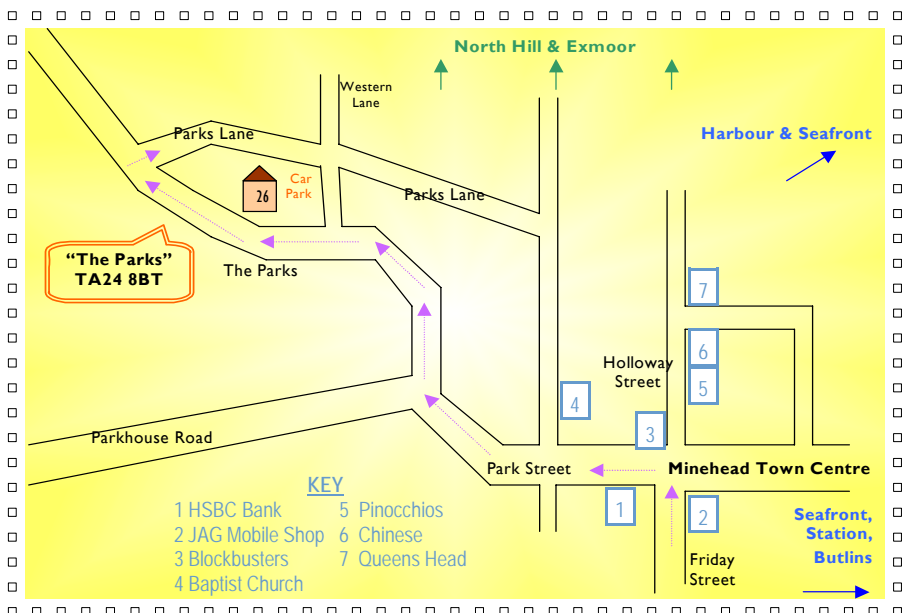 North Hill & Exmoor
Western
Lane
Parks Lane
Harbour & Seafront
Car
Park
26
Parks Lane
“The Parks”
TA24 8BT
The Parks
7
6
Holloway
Street
5
4
3
Parkhouse Road
Park Street
Minehead Town Centre
KEY
1 HSBC Bank
2 JAG Mobile Shop
3 Blockbusters
4 Baptist Church
5 Pinocchios
6 Chinese
7 Queens Head
1
2
Seafront,
Station,
Butlins
Friday
Street